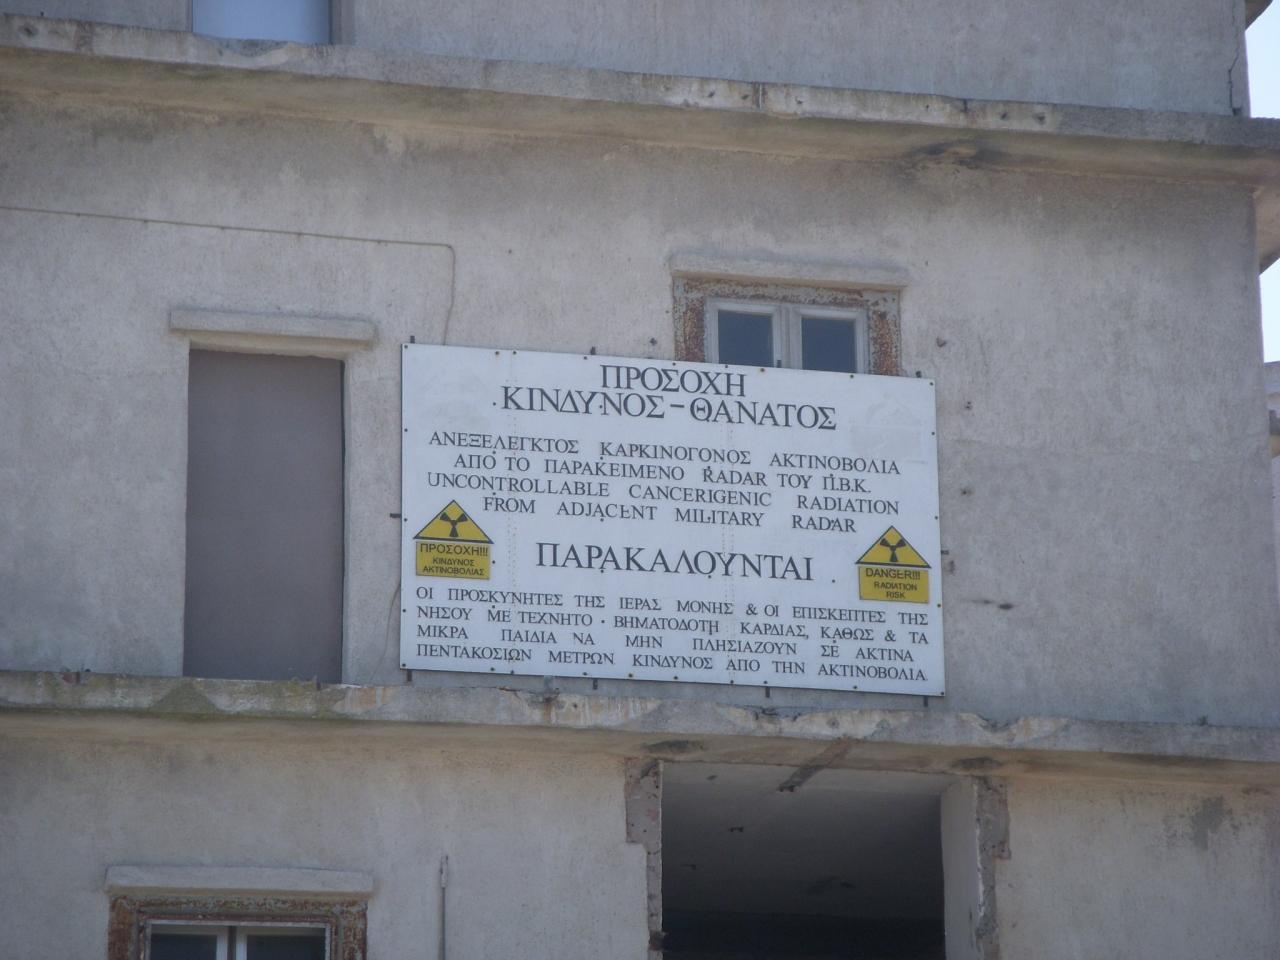 ΠΡΟΣΟΧΗ
ΚΙΝΔΥΝΟΣ-ΘΑΝΑΤΟΣ
ΑΝΕΞΕΛΕΓΚΤΟΣ ΚΑΡΚΙΝΟΓΟΝΟΣ ΑΚΤΙΝΟΒΟΛΙΑ
ΑΠΟ ΤΟ ΠΑΡΑΚΕΙΜΕΝΟ RADAR ΤΟΥ Π.Β.Κ.
UNCONTROLLABLE CANCERIGENIC RADIATION
FROM ADJACENT MILITARY RADAR
ΠΡΟΣΟΧΗ!!!
ΚΙΝΔΥΝΟΣ
ΑΚΤΙΝΟΒΟΛΙΑΣ
ΠΑΡΑΚΑΛΟΥΝΤΑΙ
DANGER!!!
RADIATION
RISK
ΟΙ ΠΡΟΣΚΥΝΗΤΕΣ ΤΗΣ ΙΕΡΑΣ ΜΟΝΗΣ & ΟΙ ΕΠΙΣΚΕΠΤΕΣ ΤΗΣ
ΝΗΣΟΥ ΜΕ ΤΕΧΝΗΤΟ ΒΗΜΑΤΟΔΟΤΗ ΚΑΡΔΙΑΣ, ΚΑΘΩΣ & ΤΑ
ΜΙΚΡΑ ΠΑΙΔΙΑ ΝΑ ΜΗΝ ΠΛΗΣΙΑΖΟΥΝ ΣΕ ΑΚΤΙΝΑ
ΠΕΝΤΑΚΟΣΙΩΝ ΜΕΤΡΩΝ ΚΙΝΔΥΝΟΣ ΑΠΟ ΤΗΝ ΑΚΤΙΝΟΒΟΛΙΑ